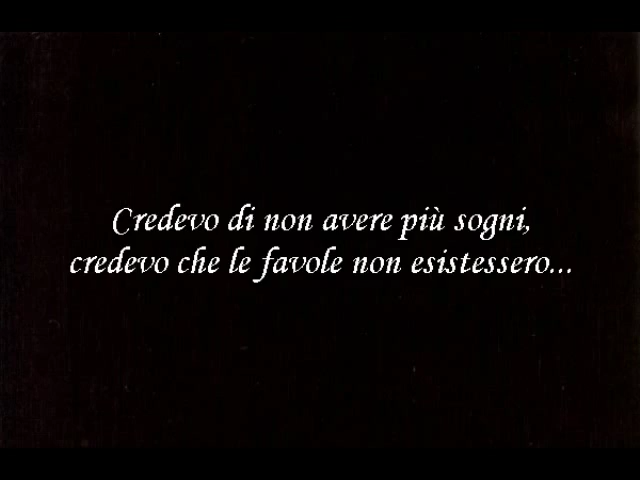 Credevo di non avere più sogni,
credevo che le favole non esistessero...